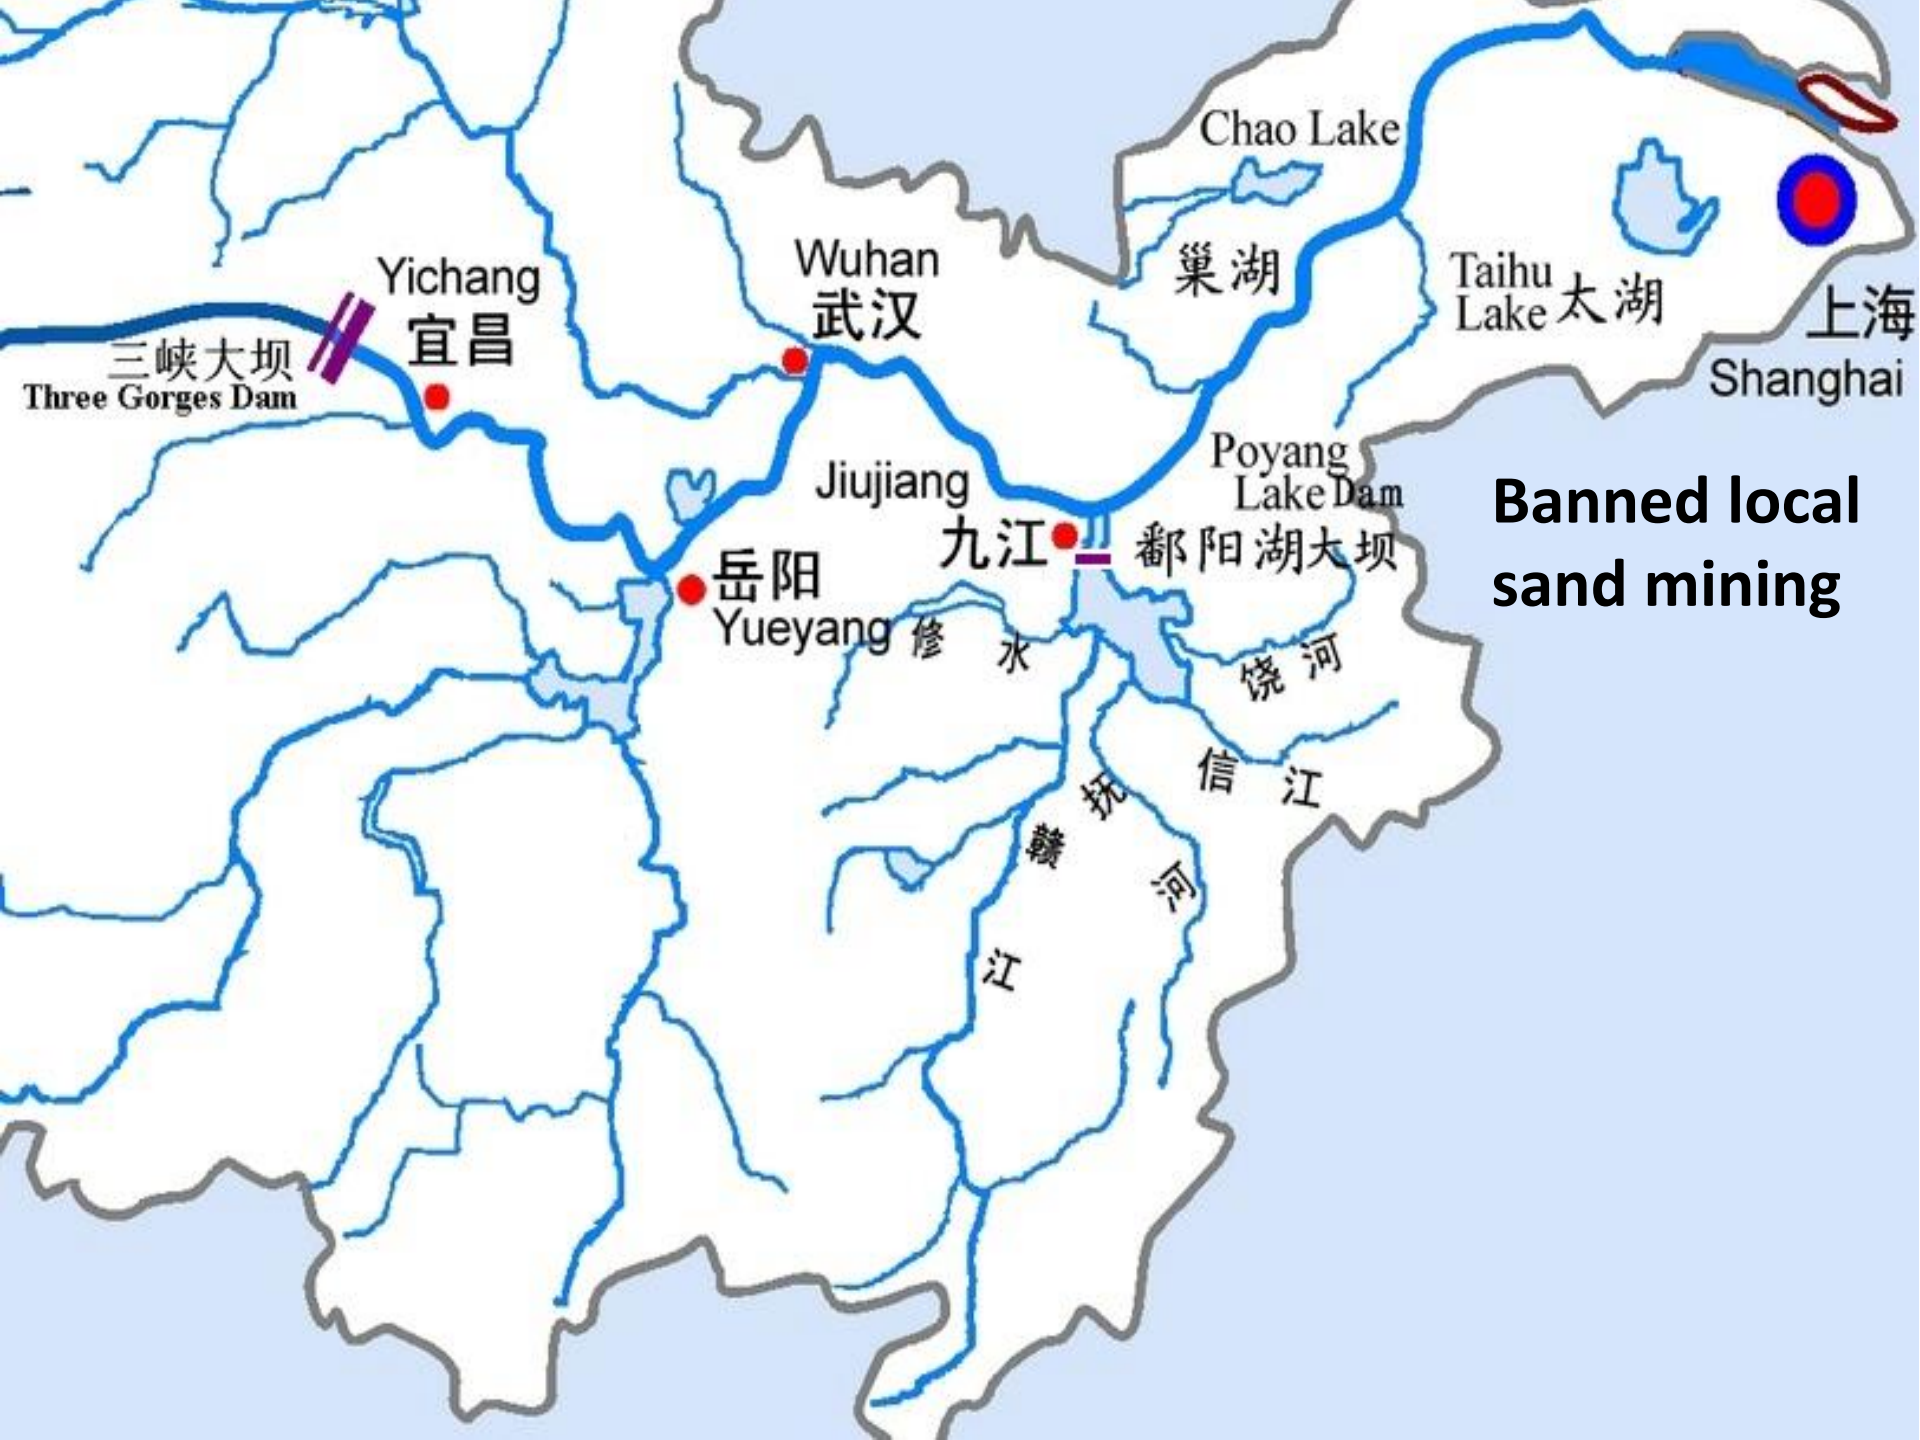 Chao Lake
巢湖
Wuhan
武汉
Yichang
宜昌
三峡大坝
Three Gorges Dam
Taihu
Lake 太湖
上海
Shanghai
Poyang
Lake Dam
鄱阳湖大坝
Jiujiang
九江
Banned local
sand mining
岳阳
Yueyang
修水
饶河
信江
抚河
赣江